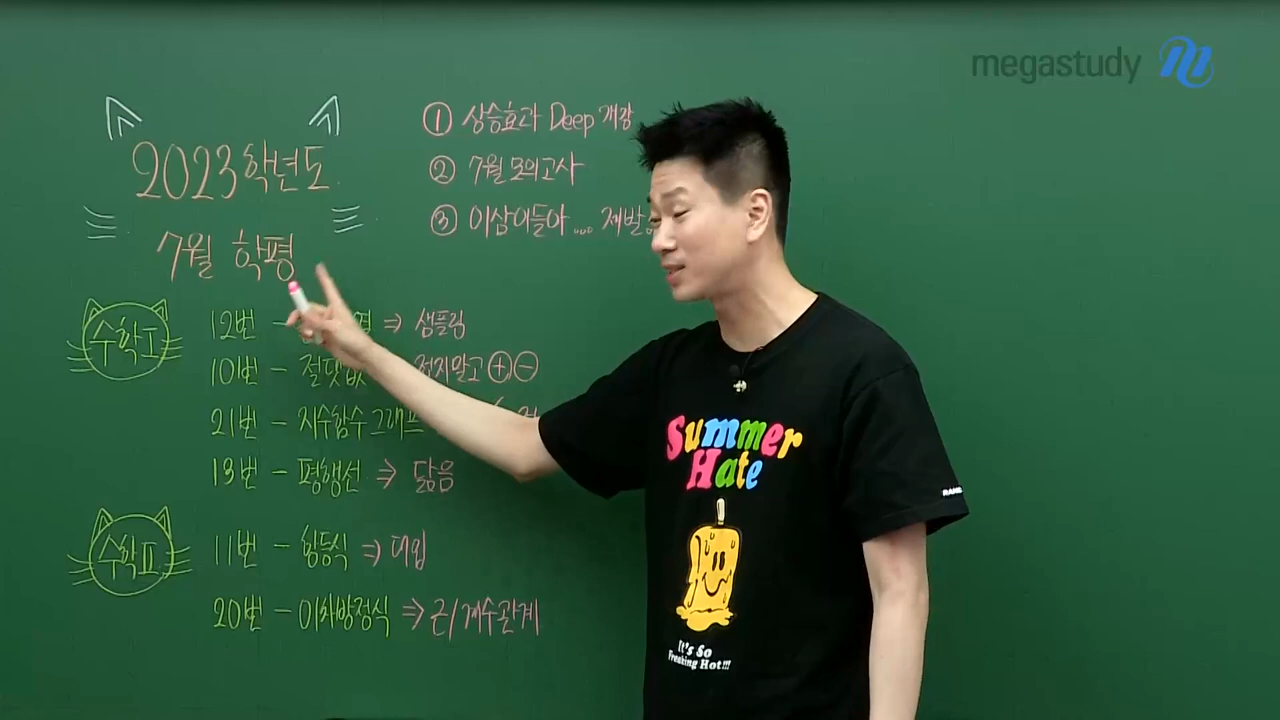 megastudy
2023학년도
7월 학평
① 상승효과 Deep 개강
② 7월 모의고사
③ 이삼이들아 ... 제발
수학I
12번 - ⇒ 샘플링
10번 - 절댓값 말고 ⊕⊖
21번 - 지수함수 그래프
13번 - 평행선 ⇒ 닮음
수학II
11번 - 항등식 ⇒ 대입
20번 - 이차방정식 ⇒ 근/계수관계
Summer
Hate
It's So
Freaking Hot!!!